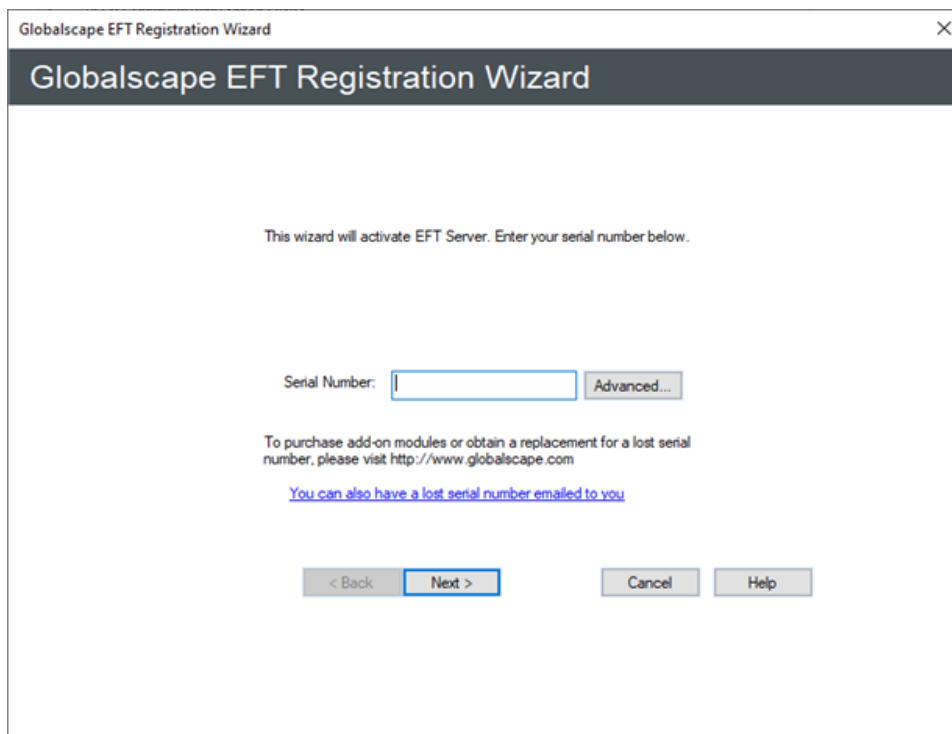 Globalscape EFT Registration Wizard
Globalscape EFT Registration Wizard
This wizard will activate EFT Server. Enter your serial number below.
Serial Number:
Advanced...
To purchase add-on modules or obtain a replacement for a lost serial
number, please visit http://www.globalscape.com
You can also have a lost serial number emailed to you
< Back Next > Cancel Help